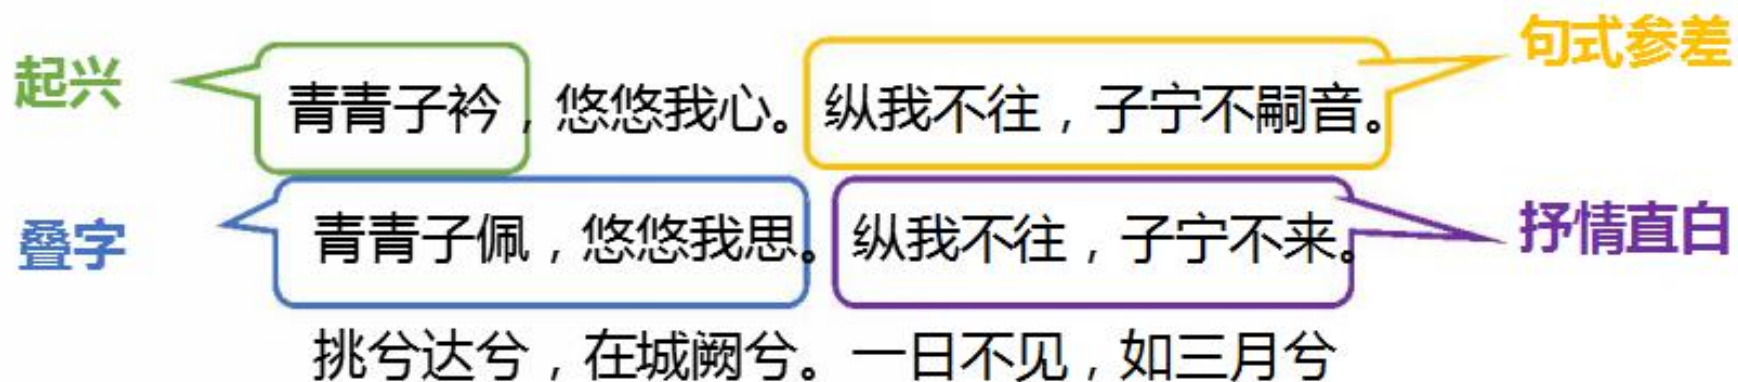 句式参差
起兴
青青子衿，悠悠我心。纵我不往，子宁不嗣音。
叠字
青青子佩，悠悠我思。纵我不往，子宁不来。
抒情直白
挑兮达兮，在城阙兮。一日不见，如三月兮